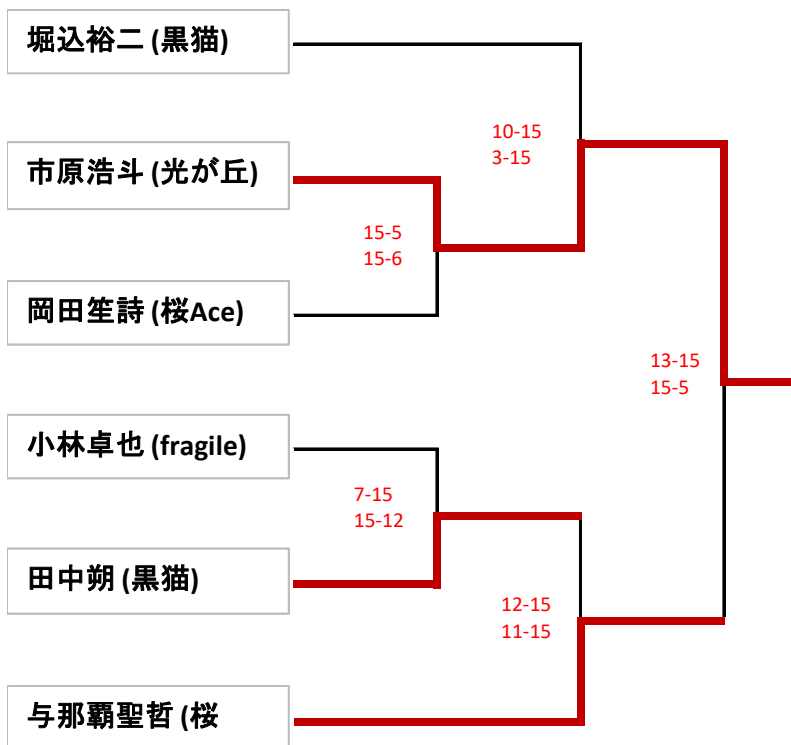 堀込裕二 (黒猫)
10-15
3-15
市原浩斗 (光が丘)
15-5
15-6
岡田笙詩 (桜Ace)
13-15
15-5
小林卓也 (fragile)
7-15
15-12
田中朔 (黒猫)
12-15
11-15
与那覇聖哲 (桜